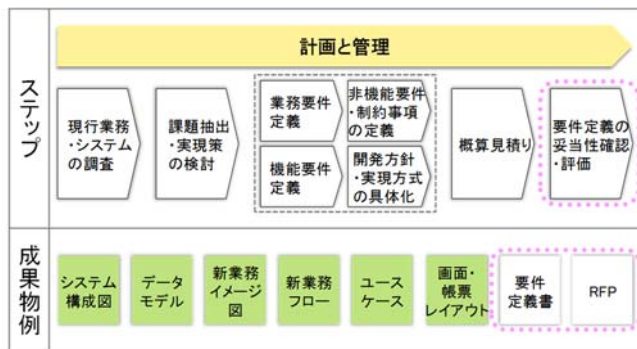 計画と管理
ステップ
現行業務
・システム
の調査
課題抽出
・実現策
の検討
業務要件
定義
非機能要件
・制約事項
の定義
機能要件
定義
開発方針
・実現方式
の具体化
概算見積り
要件定義の
妥当性確認
・評価
成果物例
システム
構成図
データ
モデル
新業務
イメージ
図
新業務
フロー
ユース
ケース
画面・
帳票
レイアウト
要件
定義書
RFP